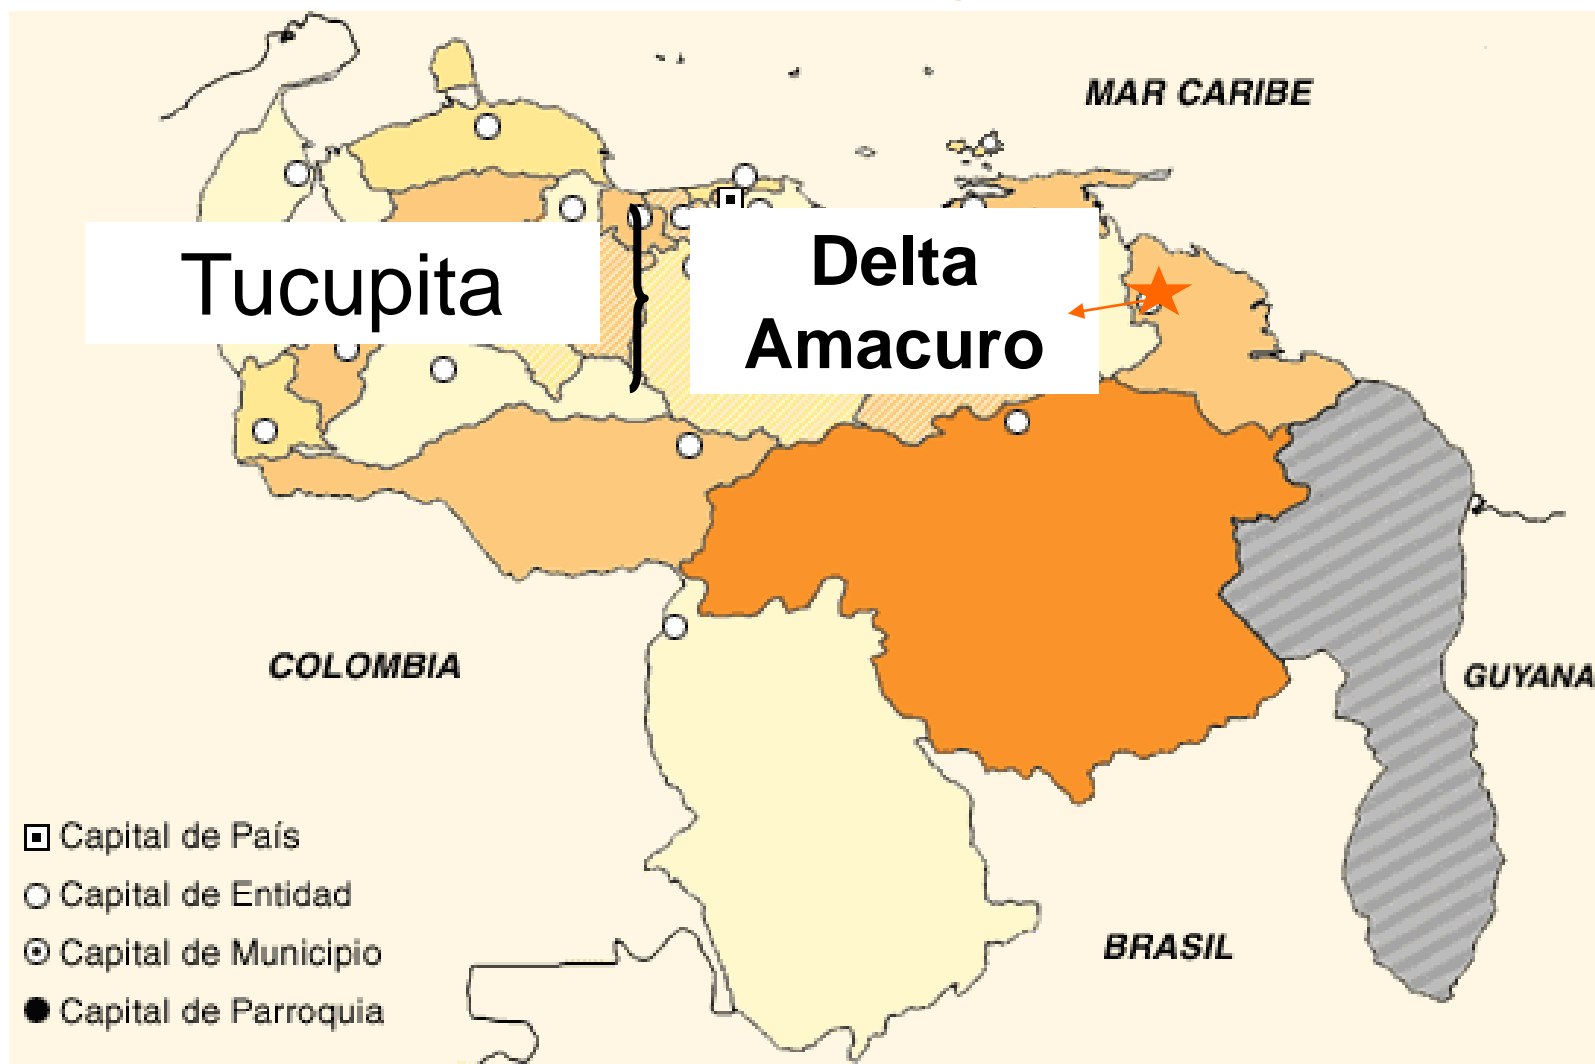 MAR CARIBE
Tucupita
Delta
Amacuro
COLOMBIA
GUYANA
BRASIL
Capital de País
Capital de Entidad
Capital de Municipio
Capital de Parroquia